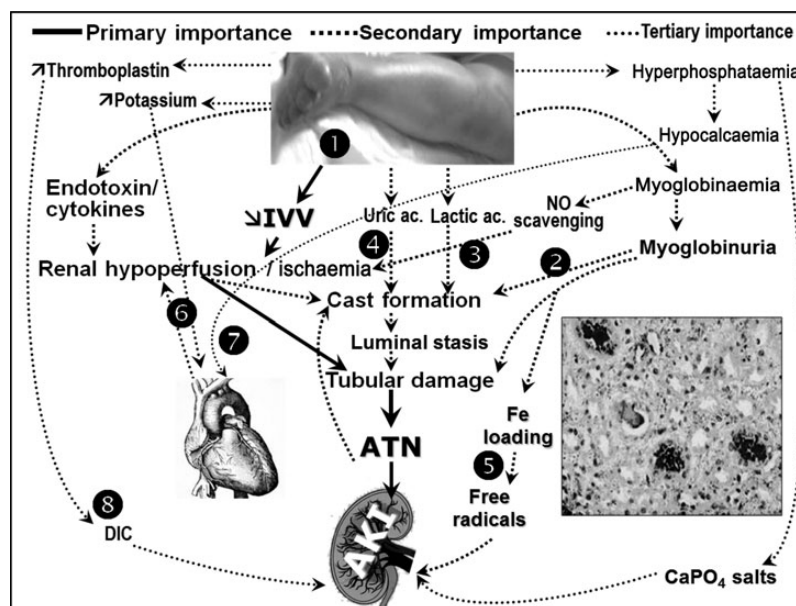 Primary importance Secondary importance Tertiary importance
↗Thromboplastin
Hyperphosphataemia
↗Potassium
1
Hypocalcaemia
Endotoxin/
cytokines
Myoglobinaemia
↘IVV
Uric ac. Lactic ac.
NO
scavenging
4
3
2
Myoglobinuria
Renal hypoperfusion / ischaemia
Cast formation
6
7
Luminal stasis
Tubular damage
Fe
loading
ATN
5
Free
radicals
8
DIC
AKI
CaPO4 salts